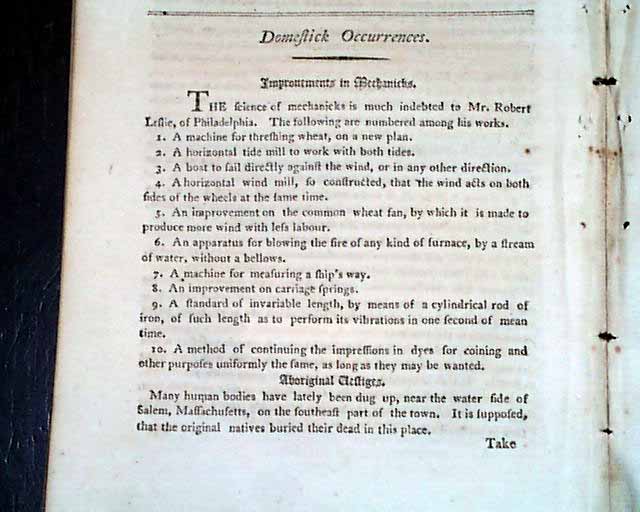 Domeſtick Occurrences.
Improvements in Mechanicks.
THE ſcience of mechanicks is much indebted to Mr. Robert
Leſlie, of Philadelphia. The following are numbered among his works.
1. A machine for threſhing wheat, on a new plan.
2. A horizontal tide mill to work with both tides.
3. A boat to ſail directly againſt the wind, or in any other direction.
4. A horizontal wind mill, ſo conſtructed, that the wind acts on both
ſides of the wheels at the ſame time.
5. An improvement on the common wheat fan, by which it is made to
produce more wind with leſs labour.
6. An apparatus for blowing the fire of any kind of furnace, by a ſtream
of water, without a bellows.
7. A machine for meaſuring a ſhip's way.
8. An improvement on carriage ſprings.
9. A ſtandard of invariable length, by means of a cylindrical rod of
iron, of ſuch length as to perform its vibrations in one ſecond of mean
time.
10. A method of continuing the impreſſions in dyes for coining and
other purpoſes uniformly the ſame, as long as they may be wanted.
Aboriginal Veſtiges.
Many human bodies have lately been dug up, near the water ſide of
Salem, Maſſachuſetts, on the southeaſt part of the town. It is ſuppoſed,
that the original natives buried their dead in this place.
Take